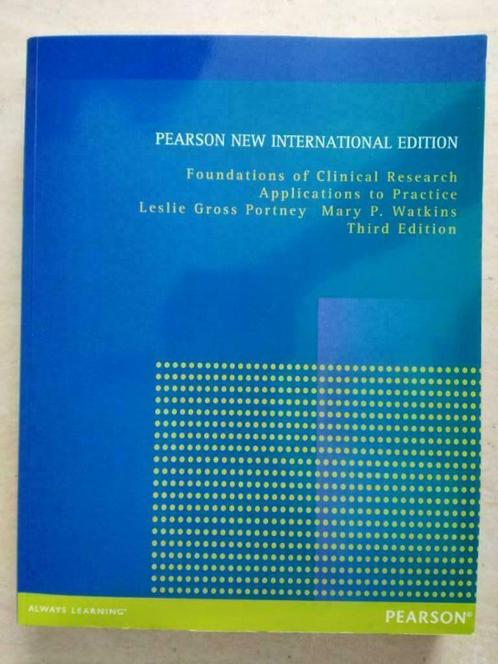 PEARSON NEW INTERNATIONAL EDITION
Foundations of Clinical Research
Applications to Practice
Leslie Gross Portney Mary P. Watkins
Third Edition
ALWAYS LEARNING®
PEARSON®